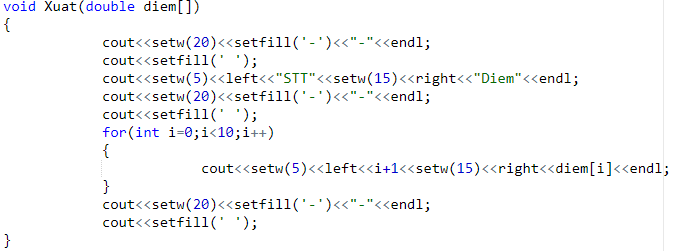 void Xuat(double diem[])
{
cout<<setw(20)<<setfill('-')<<"-"<<endl;
cout<<setfill(' ');
cout<<setw(5)<<left<<"STT"<<setw(15)<<right<<"Diem"<<endl;
cout<<setw(20)<<setfill('-')<<"-"<<endl;
cout<<setfill(' ');
for(int i=0;i<10;i++)
{
cout<<setw(5)<<left<<i+1<<setw(15)<<right<<diem[i]<<endl;
}
cout<<setw(20)<<setfill('-')<<"-"<<endl;
cout<<setfill(' ');
}